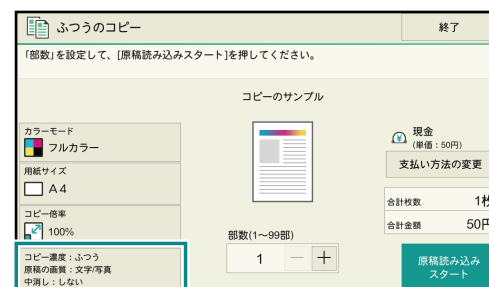 ふつうのコピー
終了
「部数」を設定して、[原稿読み込みスタート]を押してください。
コピーのサンプル
カラーモード
フルカラー
用紙サイズ
A4
コピー倍率
100%
コピー濃度：ふつう
原稿の画質：文字/写真
中消し：しない
部数(1～99部)
1 － ＋
現金
(単価：50円)
支払い方法の変更
合計枚数 1枚
合計金額 50円
原稿読み込み
スタート